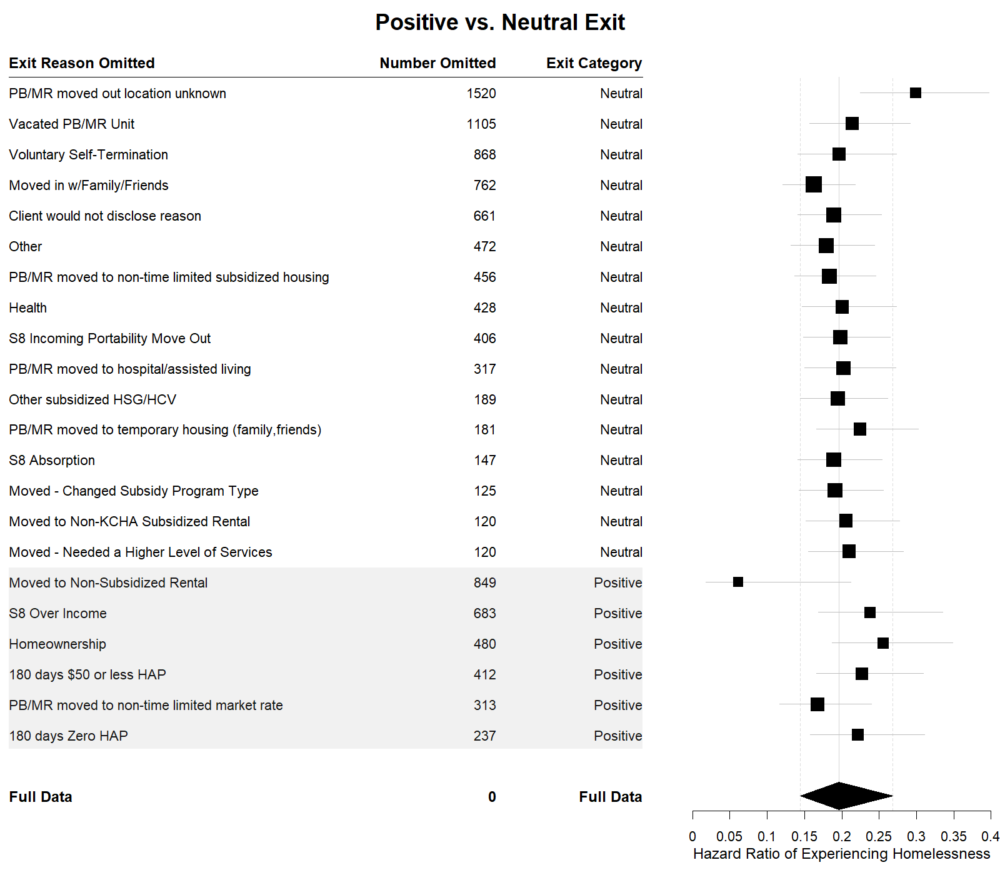 Positive vs. Neutral Exit
Exit Reason Omitted Number Omitted Exit Category
PB/MR moved out location unknown 1520 Neutral
Vacated PB/MR Unit 1105 Neutral
Voluntary Self-Termination 868 Neutral
Moved in w/Family/Friends 762 Neutral
Client would not disclose reason 661 Neutral
Other 472 Neutral
PB/MR moved to non-time limited subsidized housing 456 Neutral
Health 428 Neutral
S8 Incoming Portability Move Out 406 Neutral
PB/MR moved to hospital/assisted living 317 Neutral
Other subsidized HSG/HCV 189 Neutral
PB/MR moved to temporary housing (family,friends) 181 Neutral
S8 Absorption 147 Neutral
Moved - Changed Subsidy Program Type 125 Neutral
Moved to Non-KCHA Subsidized Rental 120 Neutral
Moved - Needed a Higher Level of Services 120 Neutral
Moved to Non-Subsidized Rental 849 Positive
S8 Over Income 683 Positive
Homeownership 480 Positive
180 days $50 or less HAP 412 Positive
PB/MR moved to non-time limited market rate 313 Positive
180 days Zero HAP 237 Positive
Full Data 0 Full Data
0 0.05 0.1 0.15 0.2 0.25 0.3 0.35 0.4
Hazard Ratio of Experiencing Homelessness